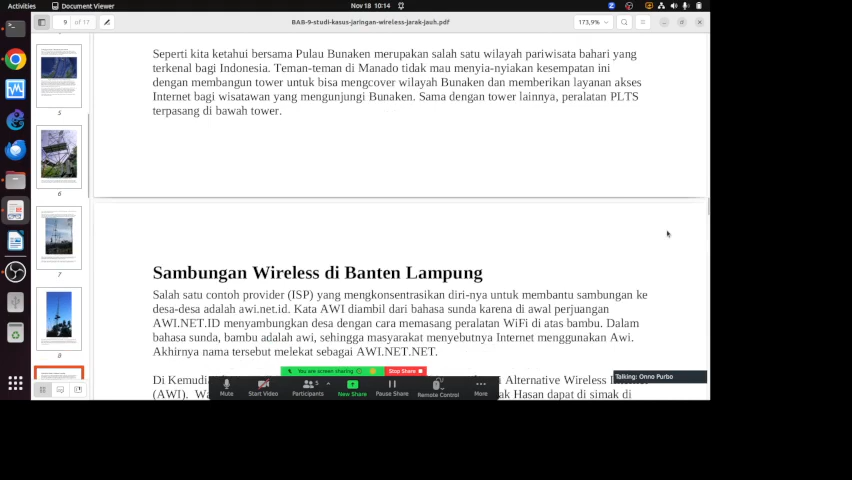 Activities
Document Viewer
Nov 18 10:14
9 of 17
BAB-9-studi-kasus-jaringan-wireless-jarak-jauh.pdf
173,9%
5
6
7
8
Seperti kita ketahui bersama Pulau Bunaken merupakan salah satu wilayah pariwisata bahari yang
terkenal bagi Indonesia. Teman-teman di Manado tidak mau menyia-nyiakan kesempatan ini
dengan membangun tower untuk bisa mengcover wilayah Bunaken dan memberikan layanan akses
Internet bagi wisatawan yang mengunjungi Bunaken. Sama dengan tower lainnya, peralatan PLTS
terpasang di bawah tower.
Sambungan Wireless di Banten Lampung
Salah satu contoh provider (ISP) yang mengkonsentrasikan diri-nya untuk membantu sambungan ke
desa-desa adalah awi.net.id. Kata AWI diambil dari bahasa sunda karena di awal perjuangan
AWI.NET.ID menyambungkan desa dengan cara memasang peralatan WiFi di atas bambu. Dalam
bahasa sunda, bambu adalah awi, sehingga masyarakat menyebutnya Internet menggunakan Awi.
Akhirnya nama tersebut melekat sebagai AWI.NET.NET.
Di Kemudia
i Alternative Wireless I
(AWI). Wa
ak Hasan dapat di simak di
You are screen sharing
Stop Share
Talking: Onno Purbo
5
Mute
Start Video
Participants
New Share
Pause Share
Remote Control
More